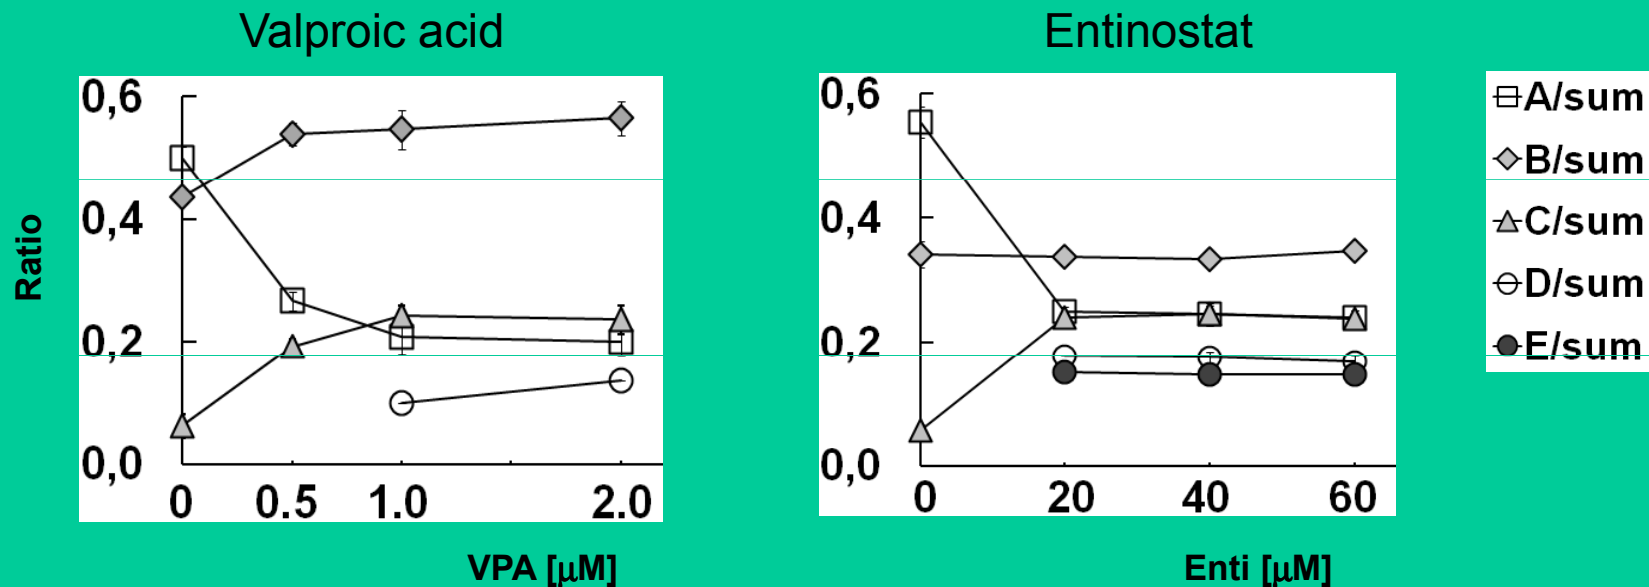 Valproic acid
Entinostat
Ratio
0,6
0,4
0,2
0,0
0 0.5 1.0 2.0
VPA [μM]
0,6
0,4
0,2
0,0
0 20 40 60
Enti [μM]
A/sum
B/sum
C/sum
D/sum
E/sum